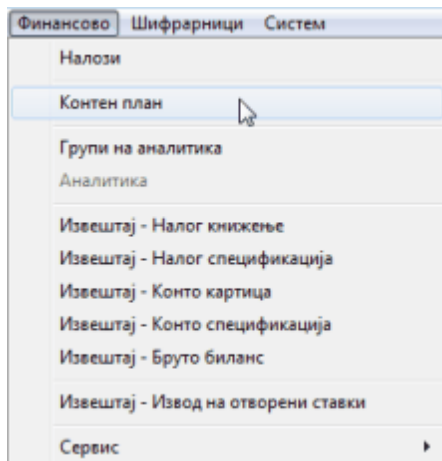 Финансово Шифрарници Систем
Налози
Контен план
Групи на аналитика
Аналитика
Извештај - Налог книжење
Извештај - Налог спецификација
Извештај - Конто картица
Извештај - Конто спецификација
Извештај - Бруто биланс
Извештај - Извод на отворени ставки
Сервис